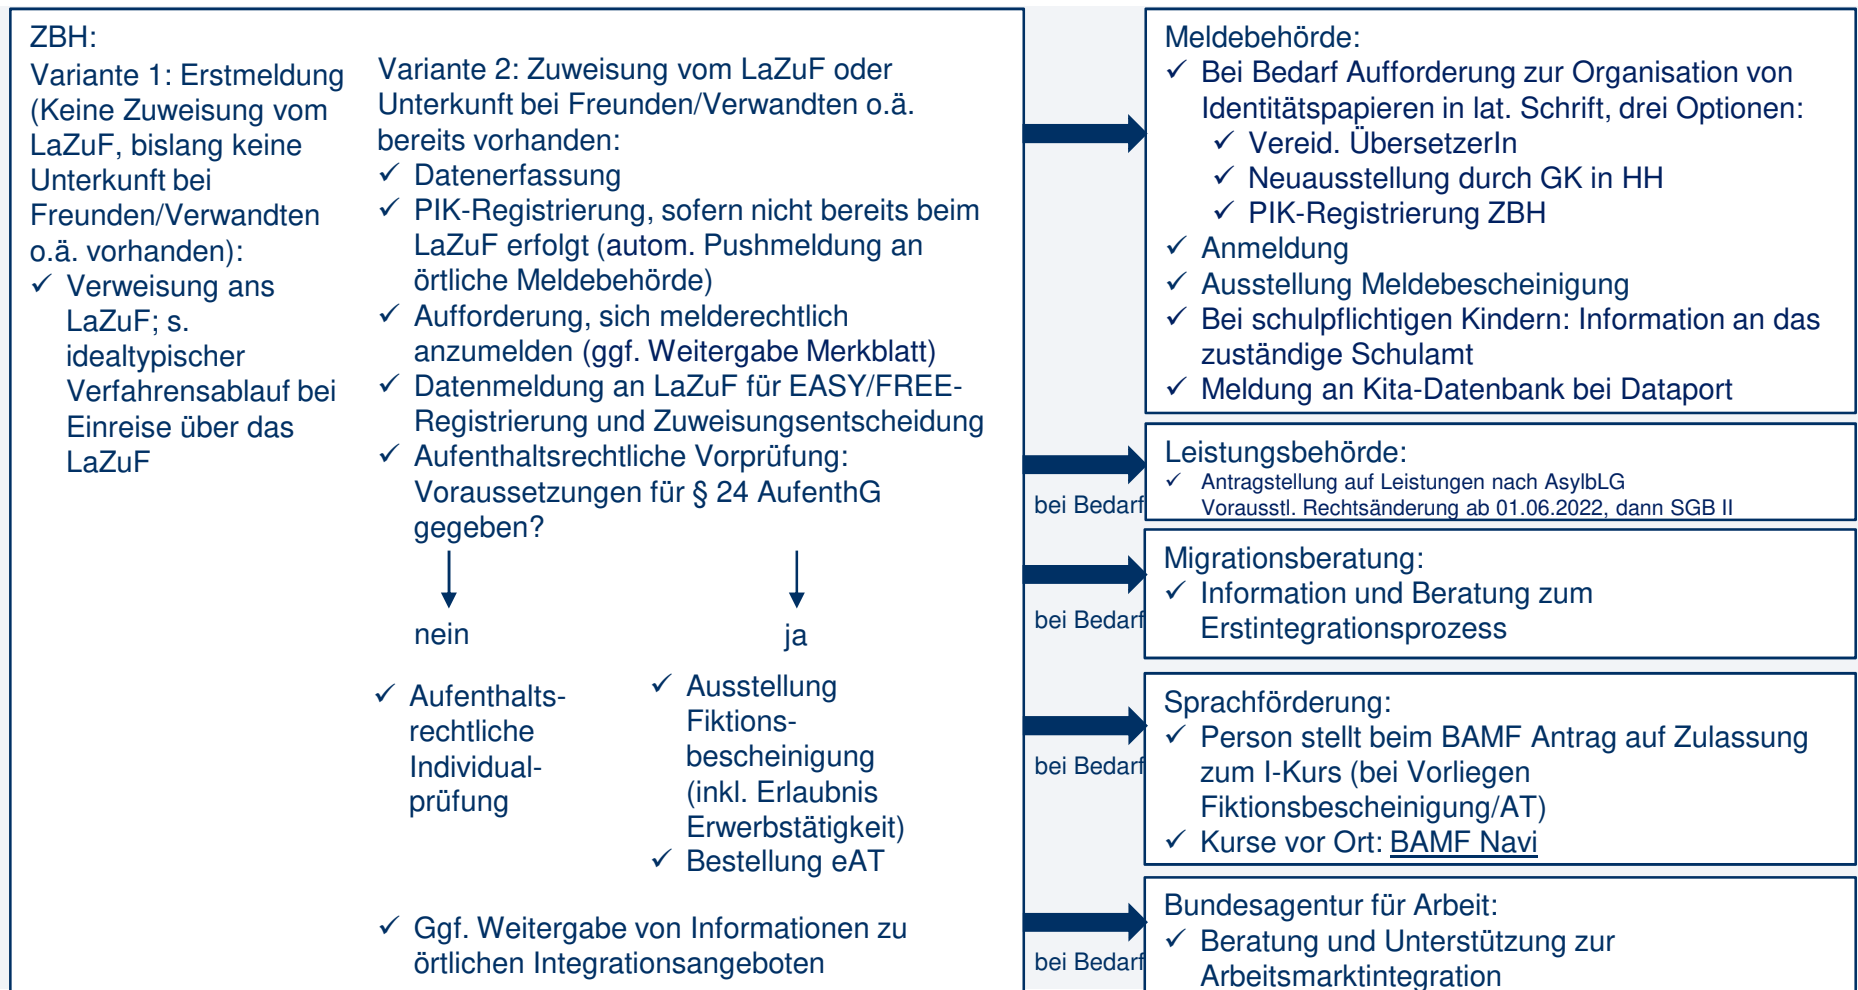 ZBH:
Variante 1: Erstmeldung
(Keine Zuweisung vom
LaZuF, bislang keine
Unterkunft bei
Freunden/Verwandten
o.ä. vorhanden):
✓ Verweisung ans
LaZuF; s.
idealtypischer
Verfahrensablauf bei
Einreise über das
LaZuF
Variante 2: Zuweisung vom LaZuF oder
Unterkunft bei Freunden/Verwandten o.ä.
bereits vorhanden:
✓ Datenerfassung
✓ PIK-Registrierung, sofern nicht bereits beim
LaZuF erfolgt (autom. Pushmeldung an
örtliche Meldebehörde)
✓ Aufforderung, sich melderechtlich
anzumelden (ggf. Weitergabe Merkblatt)
✓ Datenmeldung an LaZuF für EASY/FREE-
Registrierung und Zuweisungsentscheidung
✓ Aufenthaltsrechtliche Vorprüfung:
Voraussetzungen für § 24 AufenthG
gegeben?
nein
✓ Aufenthalts-
rechtliche
Individual-
prüfung
ja
✓ Ausstellung
Fiktions-
bescheinigung
(inkl. Erlaubnis
Erwerbstätigkeit)
✓ Bestellung eAT
✓ Ggf. Weitergabe von Informationen zu
örtlichen Integrationsangeboten
Meldebehörde:
✓ Bei Bedarf Aufforderung zur Organisation von
Identitätspapieren in lat. Schrift, drei Optionen:
✓ Vereid. ÜbersetzerIn
✓ Neuausstellung durch GK in HH
✓ PIK-Registrierung ZBH
✓ Anmeldung
✓ Ausstellung Meldebescheinigung
✓ Bei schulpflichtigen Kindern: Information an das
zuständige Schulamt
✓ Meldung an Kita-Datenbank bei Dataport
bei Bedarf
Leistungsbehörde:
✓ Antragstellung auf Leistungen nach AsylbLG
Vorausstl. Rechtsänderung ab 01.06.2022, dann SGB II
bei Bedarf
Migrationsberatung:
✓ Information und Beratung zum
Erstintegrationsprozess
bei Bedarf
Sprachförderung:
✓ Person stellt beim BAMF Antrag auf Zulassung
zum I-Kurs (bei Vorliegen
Fiktionsbescheinigung/AT)
✓ Kurse vor Ort: BAMF Navi
bei Bedarf
Bundesagentur für Arbeit:
✓ Beratung und Unterstützung zur
Arbeitsmarktintegration